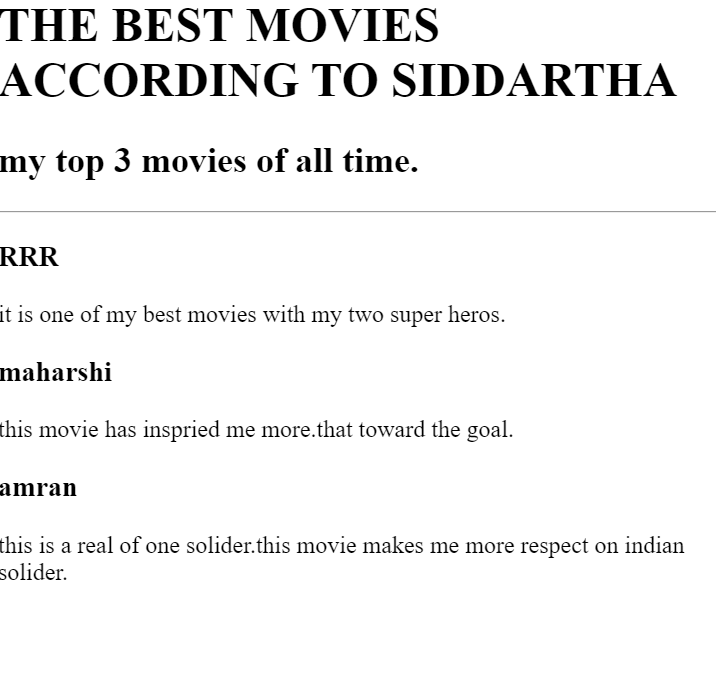 THE BEST MOVIES
ACCORDING TO SIDDARTHA
my top 3 movies of all time.
RRR
it is one of my best movies with my two super heros.
maharshi
this movie has inspried me more.that toward the goal.
amran
this is a real of one solider.this movie makes me more respect on indian
solider.